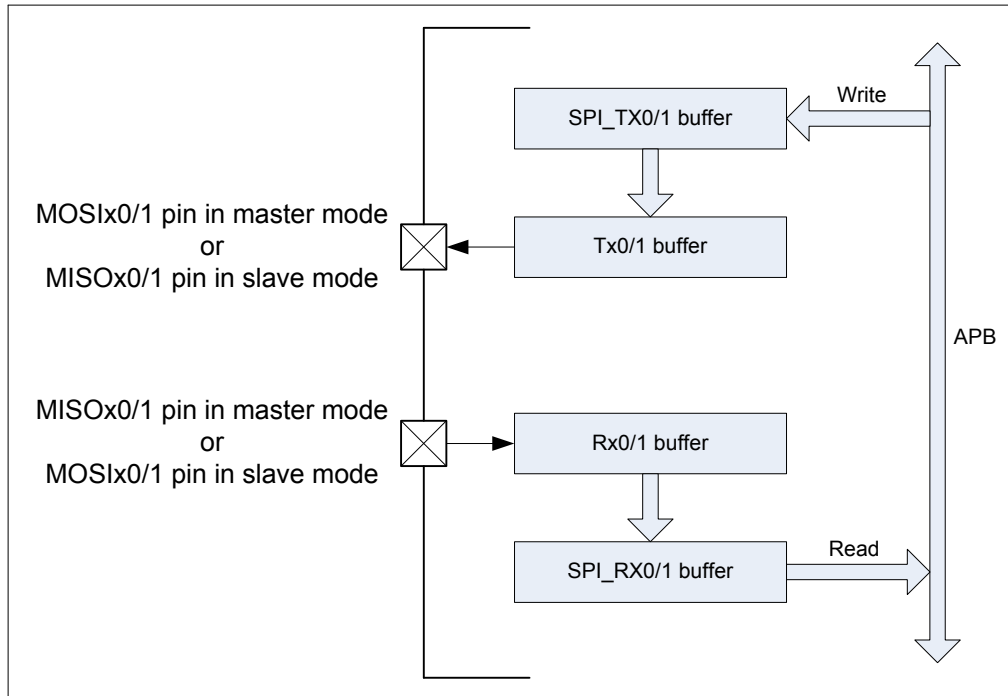 SPI_TX0/1 buffer
Write
MOSIx0/1 pin in master mode
or
MISOx0/1 pin in slave mode
Tx0/1 buffer
APB
MISOx0/1 pin in master mode
or
MOSIx0/1 pin in slave mode
Rx0/1 buffer
SPI_RX0/1 buffer
Read